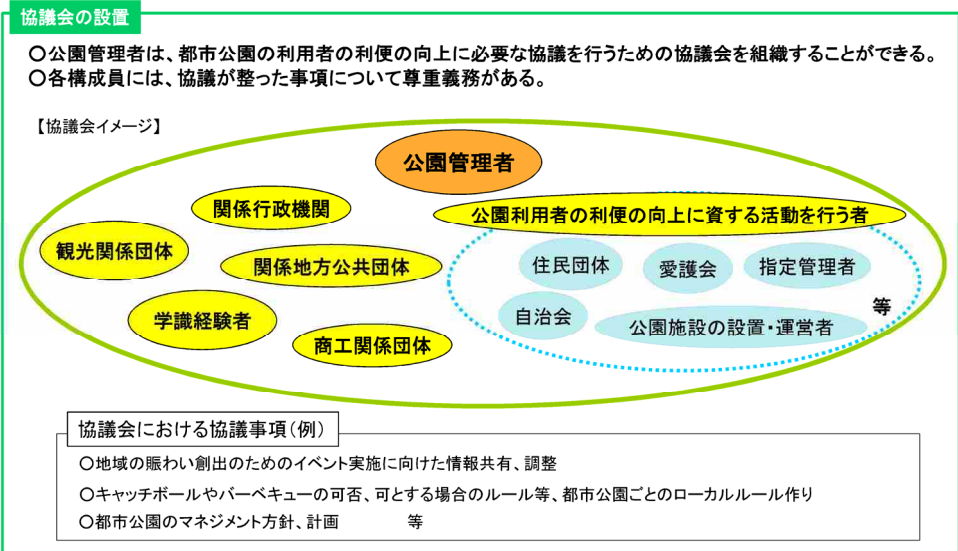 協議会の設置
〇公園管理者は、都市公園の利用者の利便の向上に必要な協議を行うための協議会を組織することができる。
〇各構成員には、協議が整った事項について尊重義務がある。
【協議会イメージ】
公園管理者
関係行政機関
公園利用者の利便の向上に資する活動を行う者
観光関係団体
関係地方公共団体
住民団体
愛護会
指定管理者
学識経験者
自治会
公園施設の設置・運営者
等
商工関係団体
協議会における協議事項(例)
〇地域の賑わい創出のためのイベント実施に向けた情報共有、調整
〇キャッチボールやバーベキューの可否、可とする場合のルール等、都市公園ごとのローカルルール作り
〇都市公園のマネジメント方針、計画 等